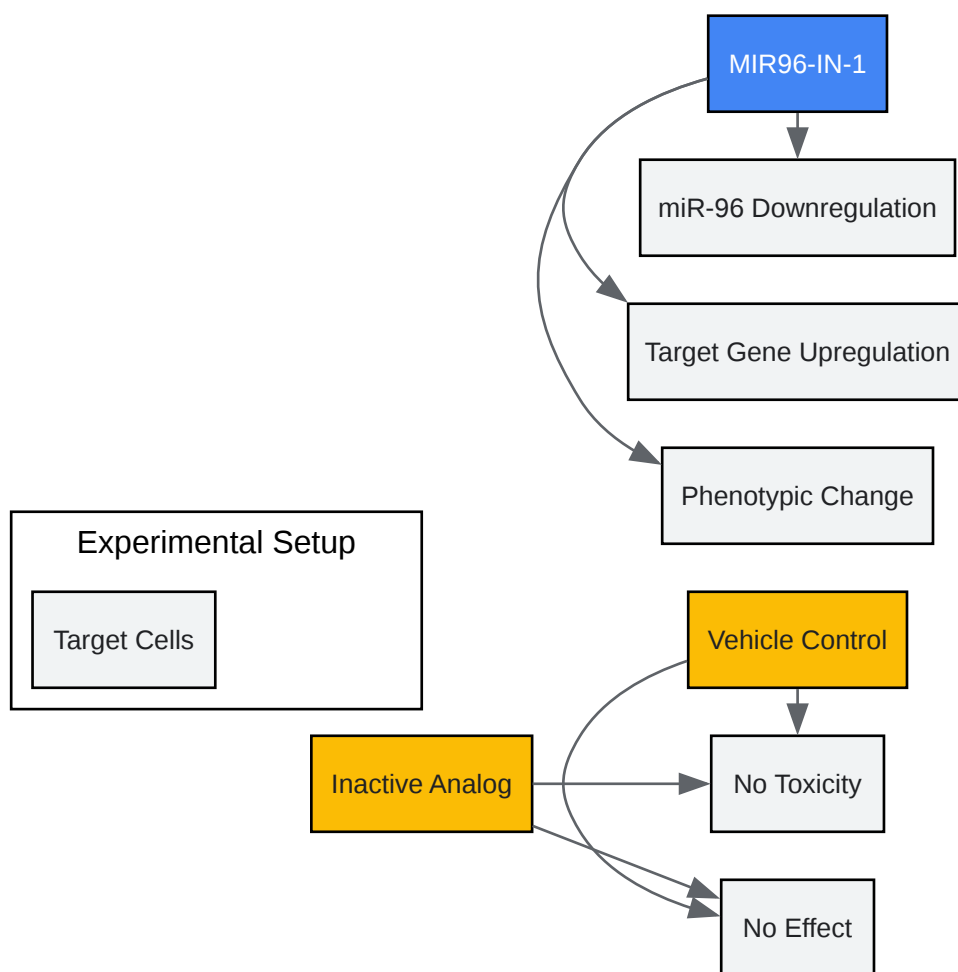 MIR96-IN-1
miR-96 Downregulation
Target Gene Upregulation
Phenotypic Change
Experimental Setup
Target Cells
Vehicle Control
Inactive Analog
No Toxicity
No Effect